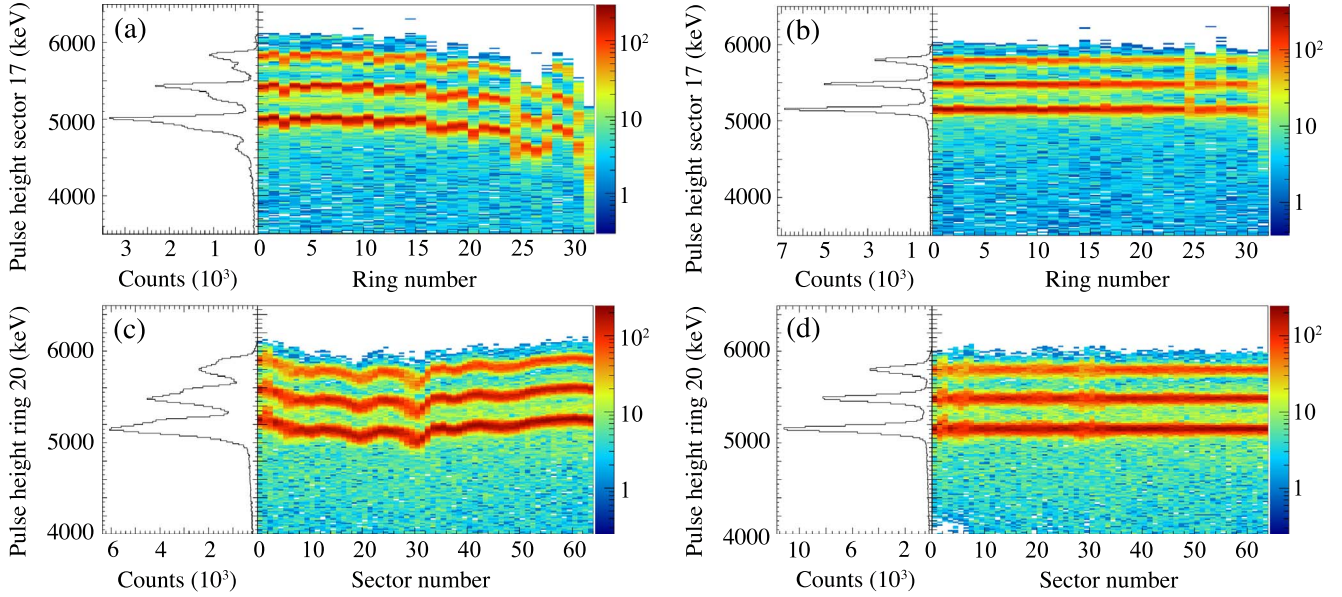 (a)
Pulse height sector 17 (keV)
6000
5000
4000
3 2 1
Counts (10³)
0 5 10 15 20 25 30
Ring number
10²
10
1
(b)
Pulse height sector 17 (keV)
6000
5000
4000
7 5 3 1
Counts (10³)
0 5 10 15 20 25 30
Ring number
10²
10
1
(c)
Pulse height ring 20 (keV)
6000
5000
4000
6 4 2
Counts (10³)
0 10 20 30 40 50 60
Sector number
10²
10
1
(d)
Pulse height ring 20 (keV)
6000
5000
4000
10 6 2
Counts (10³)
0 10 20 30 40 50 60
Sector number
10²
10
1